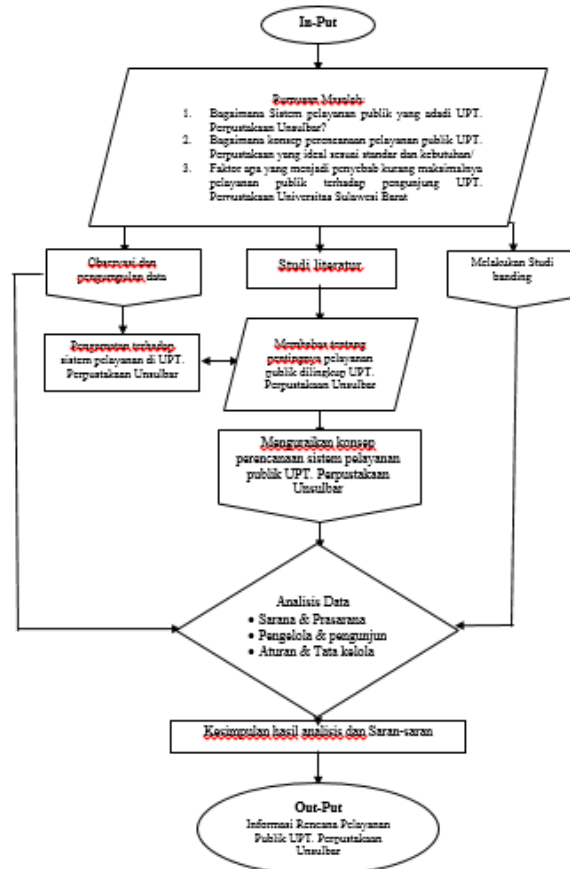 In-Put
Rumusan Masalah:
1. Bagaimana Sistem pelayanan publik yang adadi UPT.
Perpustakaan Unsulbar?
2. Bagaimana konsep perencanaan pelayanan publik UPT.
Perpustakaan yang ideal sesuai standar dan kebutuhan/
3. Faktor apa yang menjadi penyebab kurang maksimalnya
pelayanan publik terhadap pengunjung UPT.
Perpustakaan Universitas Sulawesi Barat
Observasi dan
pengumpulan data
Studi literatur
Melakukan Studi
banding
Pengamatan terhadap
sistem pelayanan di UPT.
Perpustakaan Unsulbar
Membahas tentang
pentingnya pelayanan
publik dilingkup UPT.
Perpustakaan Unsulbar
Menguraikan konsep
perencanaan sistem pelayanan
publik UPT. Perpustakaan
Unsulbar
Analisis Data
• Sarana & Prasarana
• Pengelola & pengunjun
• Aturan & Tata kelola
Kesimpulan hasil analisis dan Saran-saran
Out-Put
Informasi Rencana Pelayanan
Publik UPT. Perpustakaan
Unsulbar